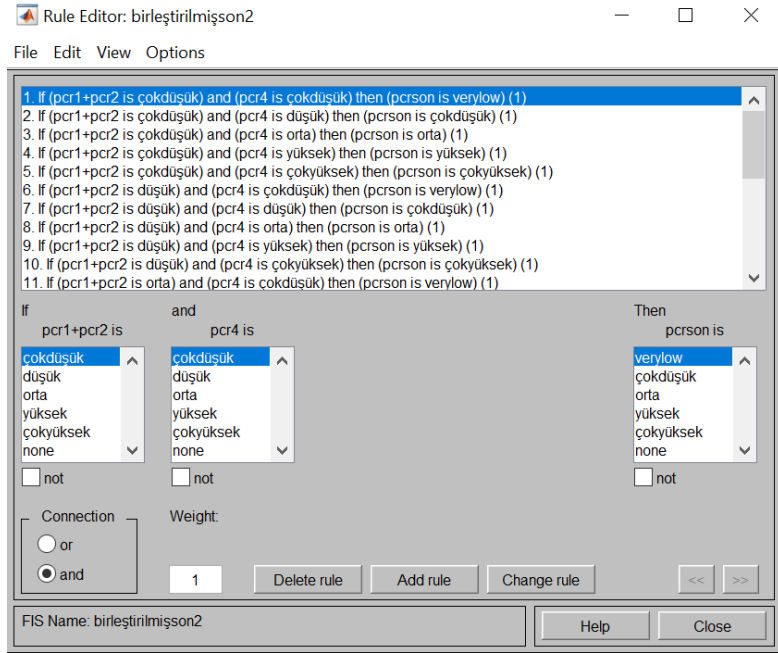 Rule Editor: birleştirilmişson2
File Edit View Options
1. If (pcr1+pcr2 is çokdüşük) and (pcr4 is çokdüşük) then (pcrson is verylow) (1)
2. If (pcr1+pcr2 is çokdüşük) and (pcr4 is düşük) then (pcrson is çokdüşük) (1)
3. If (pcr1+pcr2 is çokdüşük) and (pcr4 is orta) then (pcrson is orta) (1)
4. If (pcr1+pcr2 is çokdüşük) and (pcr4 is yüksek) then (pcrson is yüksek) (1)
5. If (pcr1+pcr2 is çokdüşük) and (pcr4 is çokyüksek) then (pcrson is çokyüksek) (1)
6. If (pcr1+pcr2 is düşük) and (pcr4 is çokdüşük) then (pcrson is verylow) (1)
7. If (pcr1+pcr2 is düşük) and (pcr4 is düşük) then (pcrson is çokdüşük) (1)
8. If (pcr1+pcr2 is düşük) and (pcr4 is orta) then (pcrson is orta) (1)
9. If (pcr1+pcr2 is düşük) and (pcr4 is yüksek) then (pcrson is yüksek) (1)
10. If (pcr1+pcr2 is düşük) and (pcr4 is çokyüksek) then (pcrson is çokyüksek) (1)
11. If (pcr1+pcr2 is orta) and (pcr4 is çokdüşük) then (pcrson is verylow) (1)
If and Then
pcr1+pcr2 is pcr4 is pcrson is
çokdüşük çokdüşük verylow
düşük düşük çokdüşük
orta orta orta
yüksek yüksek yüksek
çokyüksek çokyüksek çokyüksek
none none none
not not not
Connection Weight:
or
and 1 Delete rule Add rule Change rule << >>
FIS Name: birleştirilmişson2 Help Close